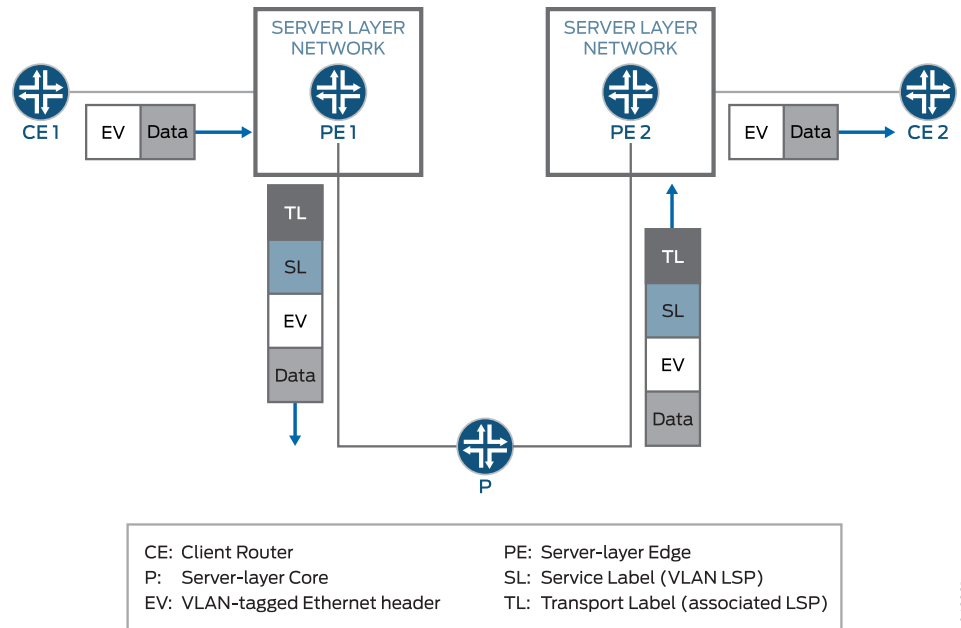 SERVER LAYER
NETWORK
SERVER LAYER
NETWORK
CE 1
EV
Data
PE 1
PE 2
EV
Data
CE 2
TL
SL
EV
Data
TL
SL
EV
Data
P
CE: Client Router
P: Server-layer Core
EV: VLAN-tagged Ethernet header
PE: Server-layer Edge
SL: Service Label (VLAN LSP)
TL: Transport Label (associated LSP)